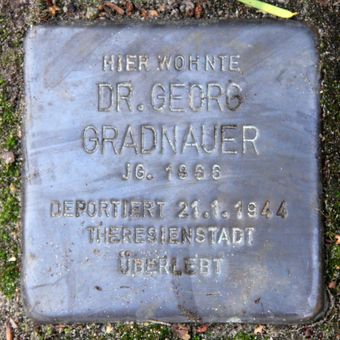 HIER WOHNTE
DR. GEORG
GRADNAUER
JG. 1866
DEPORTIERT 21.1.1944
THERESIENSTADT
ÜBERLEBT